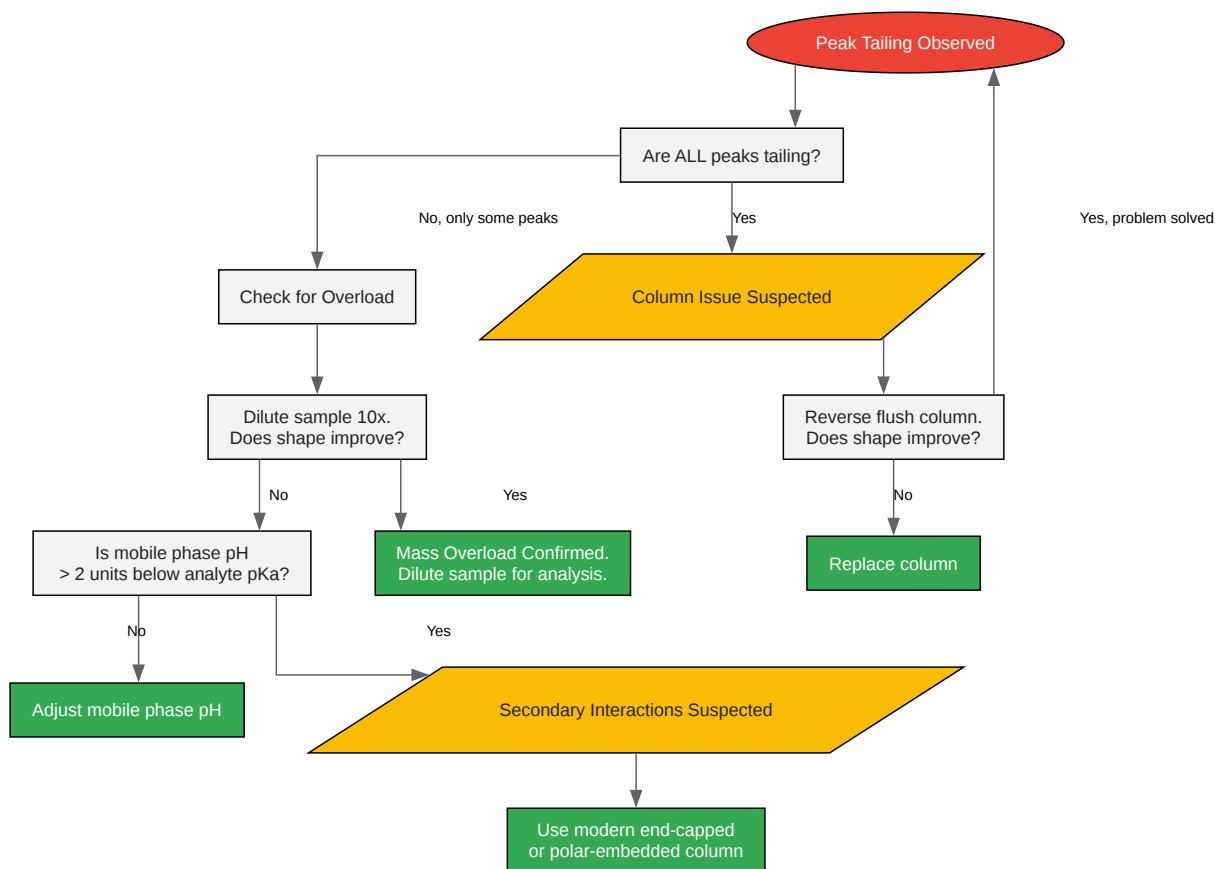 Peak Tailing Observed
Are ALL peaks tailing?
No, only some peaks
Yes
Yes, problem solved
Check for Overload
Column Issue Suspected
Dilute sample 10x.
Does shape improve?
Reverse flush column.
Does shape improve?
No
Yes
No
Is mobile phase pH
> 2 units below analyte pKa?
Mass Overload Confirmed.
Dilute sample for analysis.
Replace column
No
Yes
Adjust mobile phase pH
Secondary Interactions Suspected
Use modern end-capped
or polar-embedded column